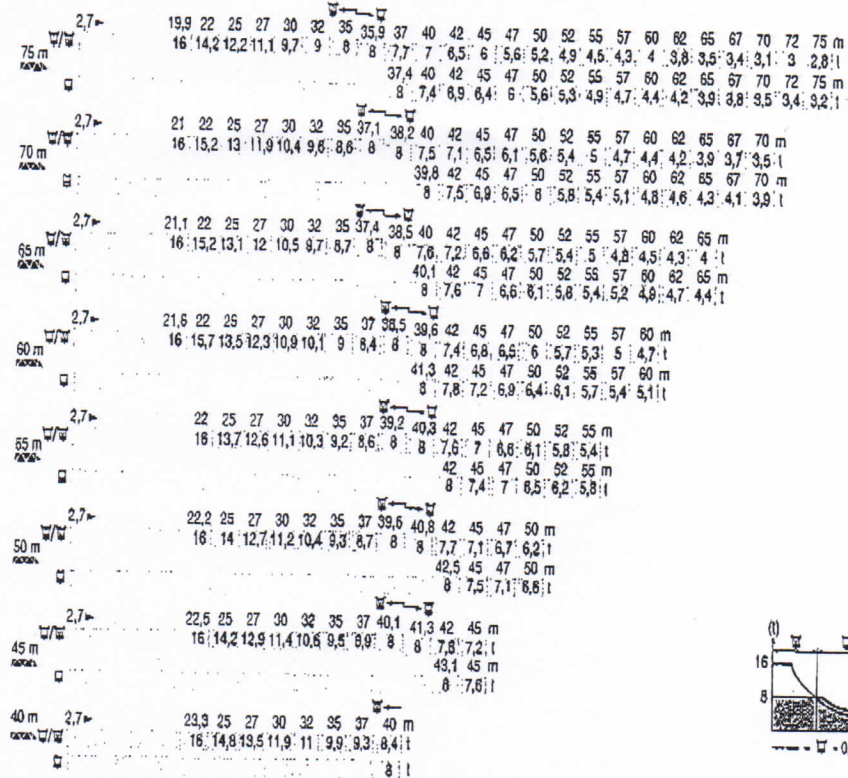 2,7 19,9 22 25 27 30 32 35 35,9 37 40 42 45 47 50 52 55 57 60 62 65 67 70 72 75 m
75 m 16 14,2 12,2 11,1 9,7 9 8 8 7,7 7 6,5 6 5,6 5,2 4,9 4,5 4,3 4 3,8 3,5 3,4 3,1 3 2,8 t
37,4 40 42 45 47 50 52 55 57 60 62 65 67 70 72 75 m
8 7,4 6,9 6,4 6 5,6 5,3 4,9 4,7 4,4 4,2 3,9 3,8 3,5 3,4 3,2 t
2,7 21 22 25 27 30 32 35 37,1 38,2 40 42 45 47 50 52 55 57 60 62 65 67 70 m
70 m 16 15,2 13 11,9 10,4 9,6 8,6 8 8 7,5 7,1 6,5 6,1 5,6 5,4 5 4,7 4,4 4,2 3,9 3,7 3,5 t
39,8 42 45 47 50 52 55 57 60 62 65 67 70 m
8 7,5 6,9 6,5 6 5,8 5,4 5,1 4,8 4,6 4,3 4,1 3,9 t
2,7 21,1 22 25 27 30 32 35 37,4 38,5 40 42 45 47 50 52 55 57 60 62 65 m
65 m 16 15,2 13,1 12 10,5 9,7 8,7 8 8 7,6 7,2 6,6 6,2 5,7 5,4 5 4,8 4,5 4,3 4 t
40,1 42 45 47 50 52 55 57 60 62 65 m
8 7,6 7 6,6 6,1 5,8 5,4 5,2 4,9 4,7 4,4 t
2,7 21,6 22 25 27 30 32 35 37 38,5 39,6 42 45 47 50 52 55 57 60 m
60 m 16 15,7 13,5 12,3 10,9 10,1 9 8,4 8 8 7,4 6,8 6,5 6 5,7 5,3 5 4,7 t
41,3 42 45 47 50 52 55 57 60 m
8 7,8 7,2 6,9 6,4 6,1 5,7 5,4 5,1 t
2,7 22 25 27 30 32 35 37 39,2 40,3 42 45 47 50 52 55 m
55 m 16 13,7 12,6 11,1 10,3 9,2 8,6 8 8 7,6 7 6,6 6,1 5,8 5,4 t
42 45 47 50 52 55 m
8 7,4 7 6,5 6,2 5,8 t
2,7 22,2 25 27 30 32 35 37 39,6 40,8 42 45 47 50 m
50 m 16 14 12,7 11,2 10,4 9,3 8,7 8 8 7,7 7,1 6,7 6,2 t
42,5 45 47 50 m
8 7,5 7,1 6,6 t
2,7 22,5 25 27 30 32 35 37 40,1 41,3 42 45 m
45 m 16 14,2 12,9 11,4 10,6 9,5 8,9 8 8 7,8 7,2 t
43,1 45 m
8 7,6 t
2,7 23,3 25 27 30 32 35 37 40 m
40 m 16 14,8 13,5 11,9 11 9,9 9,3 8,4 t
8 t
(t)
16
8